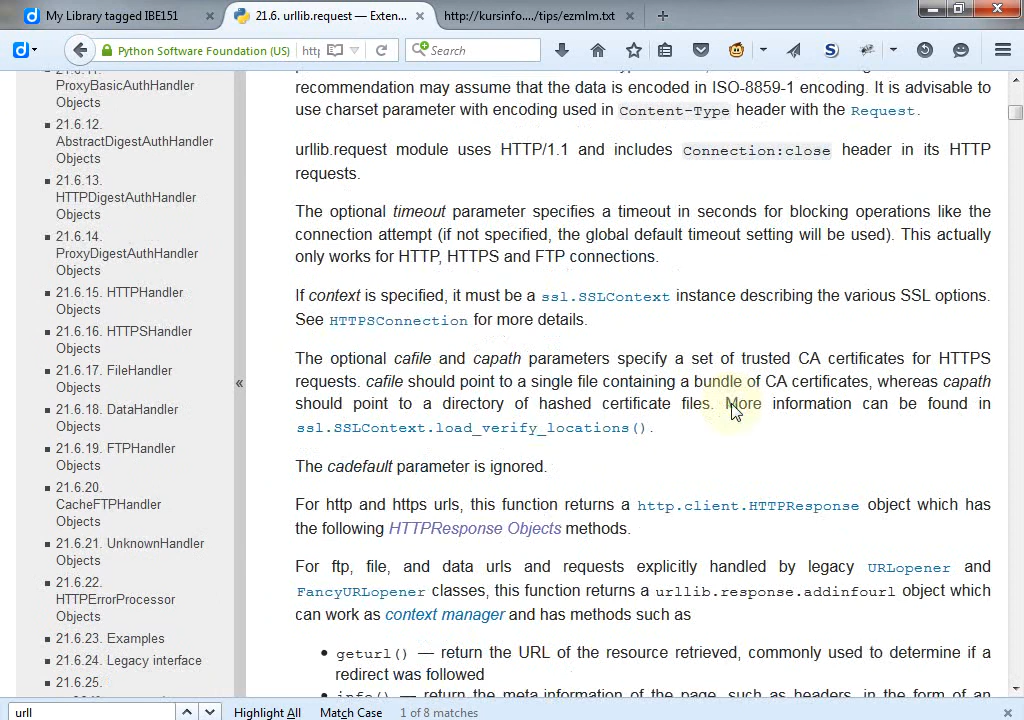 My Library tagged IBE151
21.6. urllib.request — Exten...
http://kursinfo..../tips/ezmlm.txt
Python Software Foundation (US)
Search
ProxyBasicAuthHandler
Objects
21.6.12.
AbstractDigestAuthHandler
Objects
21.6.13.
HTTPDigestAuthHandler
Objects
21.6.14.
ProxyDigestAuthHandler
Objects
21.6.15. HTTPHandler
Objects
21.6.16. HTTPSHandler
Objects
21.6.17. FileHandler
Objects
21.6.18. DataHandler
Objects
21.6.19. FTPHandler
Objects
21.6.20.
CacheFTPHandler
Objects
21.6.21. UnknownHandler
Objects
21.6.22.
HTTPErrorProcessor
Objects
21.6.23. Examples
21.6.24. Legacy interface
21.6.25.
«
recommendation may assume that the data is encoded in ISO-8859-1 encoding. It is advisable to
use charset parameter with encoding used in Content-Type header with the Request.
urllib.request module uses HTTP/1.1 and includes Connection:close header in its HTTP
requests.
The optional timeout parameter specifies a timeout in seconds for blocking operations like the
connection attempt (if not specified, the global default timeout setting will be used). This actually
only works for HTTP, HTTPS and FTP connections.
If context is specified, it must be a ssl.SSLContext instance describing the various SSL options.
See HTTPSConnection for more details.
The optional cafile and capath parameters specify a set of trusted CA certificates for HTTPS
requests. cafile should point to a single file containing a bundle of CA certificates, whereas capath
should point to a directory of hashed certificate files. More information can be found in
ssl.SSLContext.load_verify_locations().
The cadefault parameter is ignored.
For http and https urls, this function returns a http.client.HTTPResponse object which has
the following HTTPResponse Objects methods.
For ftp, file, and data urls and requests explicitly handled by legacy URLopener and
FancyURLopener classes, this function returns a urllib.response.addinfourl object which
can work as context manager and has methods such as
• geturl() — return the URL of the resource retrieved, commonly used to determine if a
redirect was followed
• info() — return the meta information of the page, such as headers, in the form of an
urll
Highlight All
Match Case
1 of 8 matches